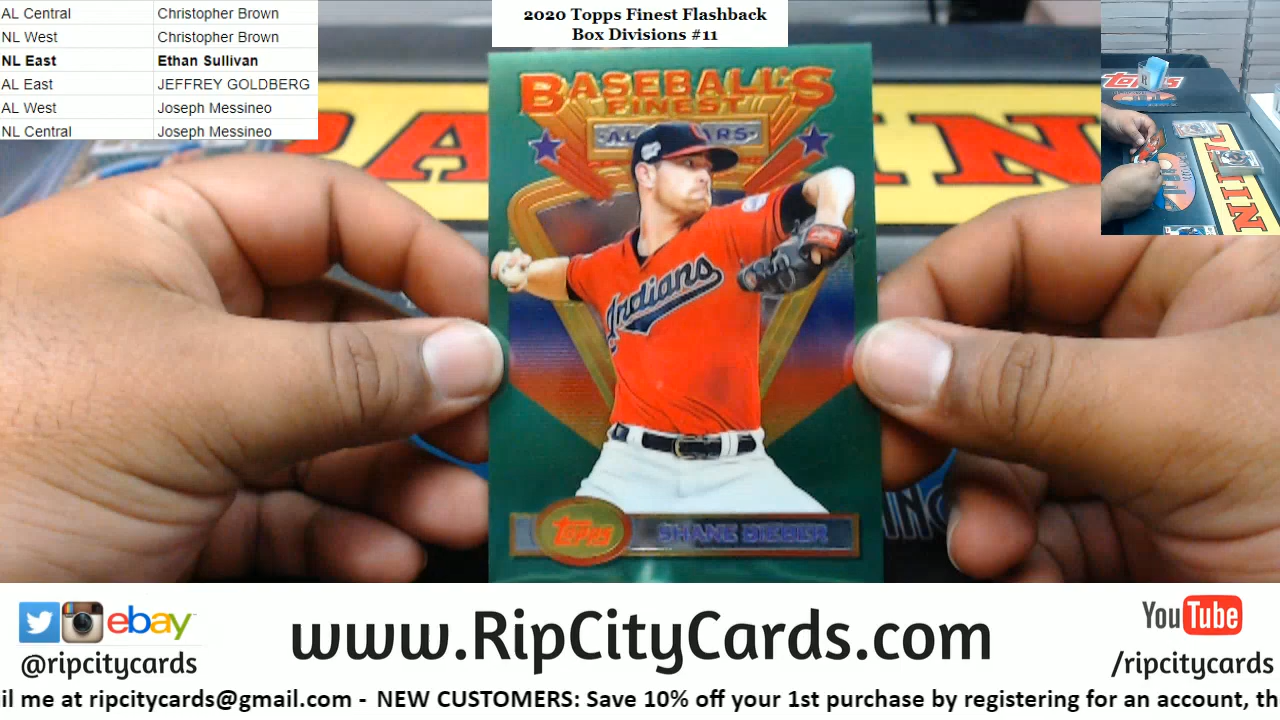 AL Central Christopher Brown
NL West Christopher Brown
NL East Ethan Sullivan
AL East JEFFREY GOLDBERG
AL West Joseph Messineo
NL Central Joseph Messineo
2020 Topps Finest Flashback
Box Divisions #11
BASEBALL'S
FINEST
Indians
TOPPS SHANE BIEBER
ebay
@ripcitycards
www.RipCityCards.com
YouTube
/ripcitycards
il me at ripcitycards@gmail.com - NEW CUSTOMERS: Save 10% off your 1st purchase by registering for an account, th